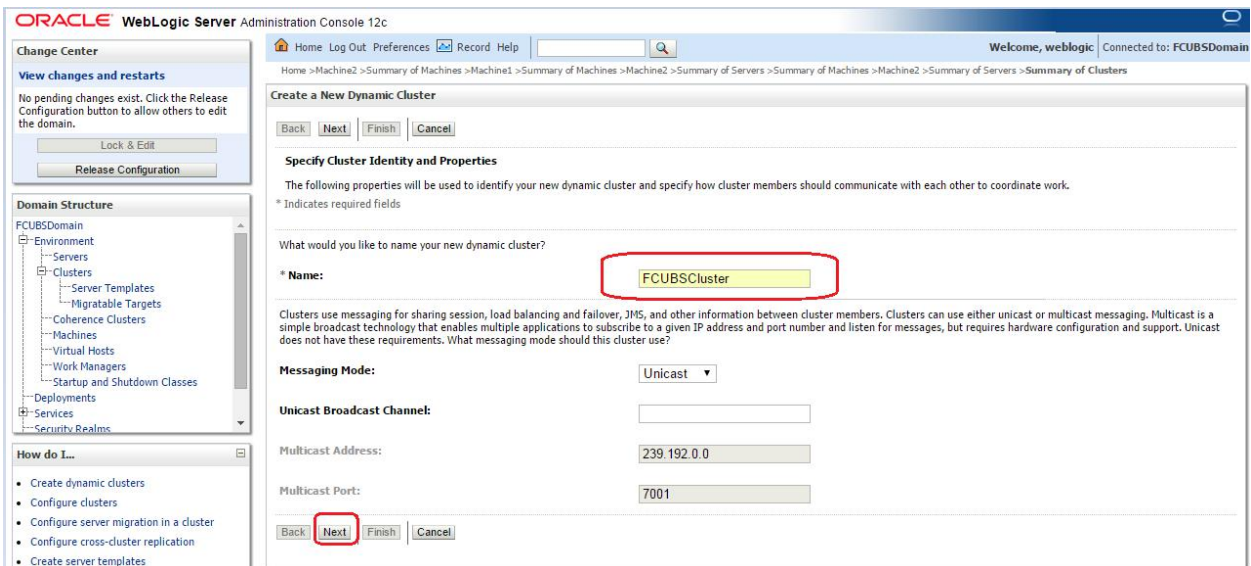 ORACLE WebLogic Server Administration Console 12c
Change Center
View changes and restarts
No pending changes exist. Click the Release
Configuration button to allow others to edit
the domain.
Lock & Edit
Release Configuration
Domain Structure
FCUBSDomain
Environment
Servers
Clusters
Server Templates
Migratable Targets
Coherence Clusters
Machines
Virtual Hosts
Work Managers
Startup and Shutdown Classes
Deployments
Services
Security Realms
How do I...
Create dynamic clusters
Configure clusters
Configure server migration in a cluster
Configure cross-cluster replication
Create server templates
Home Log Out Preferences Record Help
Welcome, weblogic Connected to: FCUBSDomain
Home >Machine2 >Summary of Machines >Machine1 >Summary of Machines >Machine2 >Summary of Servers >Summary of Machines >Machine2 >Summary of Servers >Summary of Clusters
Create a New Dynamic Cluster
Back Next Finish Cancel
Specify Cluster Identity and Properties
The following properties will be used to identify your new dynamic cluster and specify how cluster members should communicate with each other to coordinate work.
* Indicates required fields
What would you like to name your new dynamic cluster?
* Name: FCUBSCluster
Clusters use messaging for sharing session, load balancing and failover, JMS, and other information between cluster members. Clusters can use either unicast or multicast messaging. Multicast is a
simple broadcast technology that enables multiple applications to subscribe to a given IP address and port number and listen for messages, but requires hardware configuration and support. Unicast
does not have these requirements. What messaging mode should this cluster use?
Messaging Mode: Unicast
Unicast Broadcast Channel:
Multicast Address: 239.192.0.0
Multicast Port: 7001
Back Next Finish Cancel